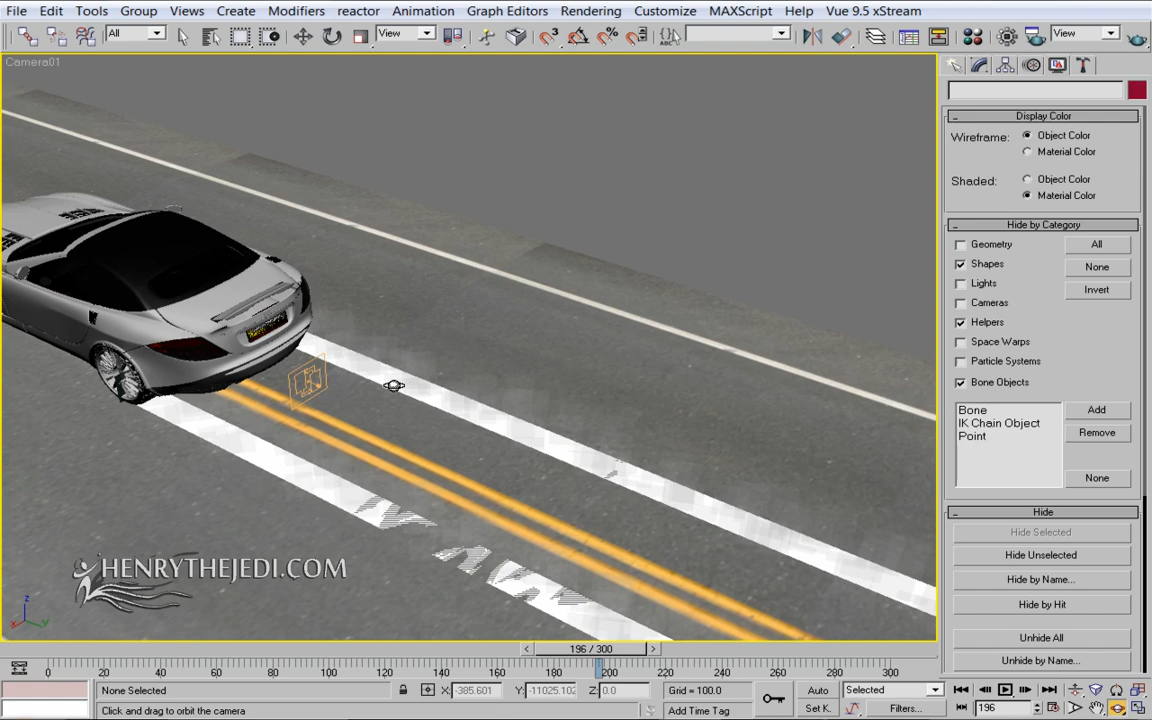 File Edit Tools Group Views Create Modifiers reactor Animation Graph Editors Rendering Customize MAXScript Help Vue 9.5 xStream
All View 3 % ABC View
Camera01
Display Color
Wireframe: Object Color
Material Color
Shaded: Object Color
Material Color
Hide by Category
Geometry All
Shapes None
Lights Invert
Cameras
Helpers
Space Warps
Particle Systems
Bone Objects
Bone Add
IK Chain Object Remove
Point
None
Hide
Hide Selected
Hide Unselected
Hide by Name...
Hide by Hit
Unhide All
Unhide by Name...
HENRYTHEJEDI.COM
z
x y
< 196 / 300 >
0 20 40 60 80 100 120 140 160 180 200 220 240 260 280 300
None Selected X: -385.601 Y: -11025.102 Z: 0.0 Grid = 100.0 Auto Selected
Click and drag to orbit the camera Add Time Tag Set K. Filters... 196